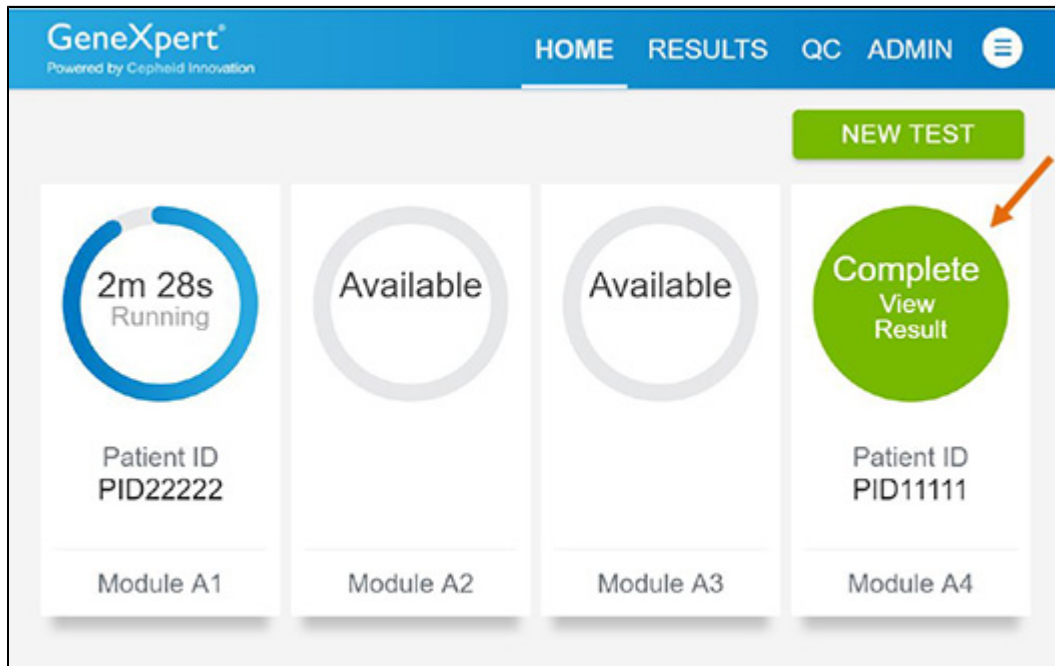 GeneXpert®
Powered by Cepheid Innovation
HOME RESULTS QC ADMIN
NEW TEST
2m 28s
Running
Patient ID
PID22222
Module A1
Available
Module A2
Available
Module A3
Complete
View
Result
Patient ID
PID11111
Module A4